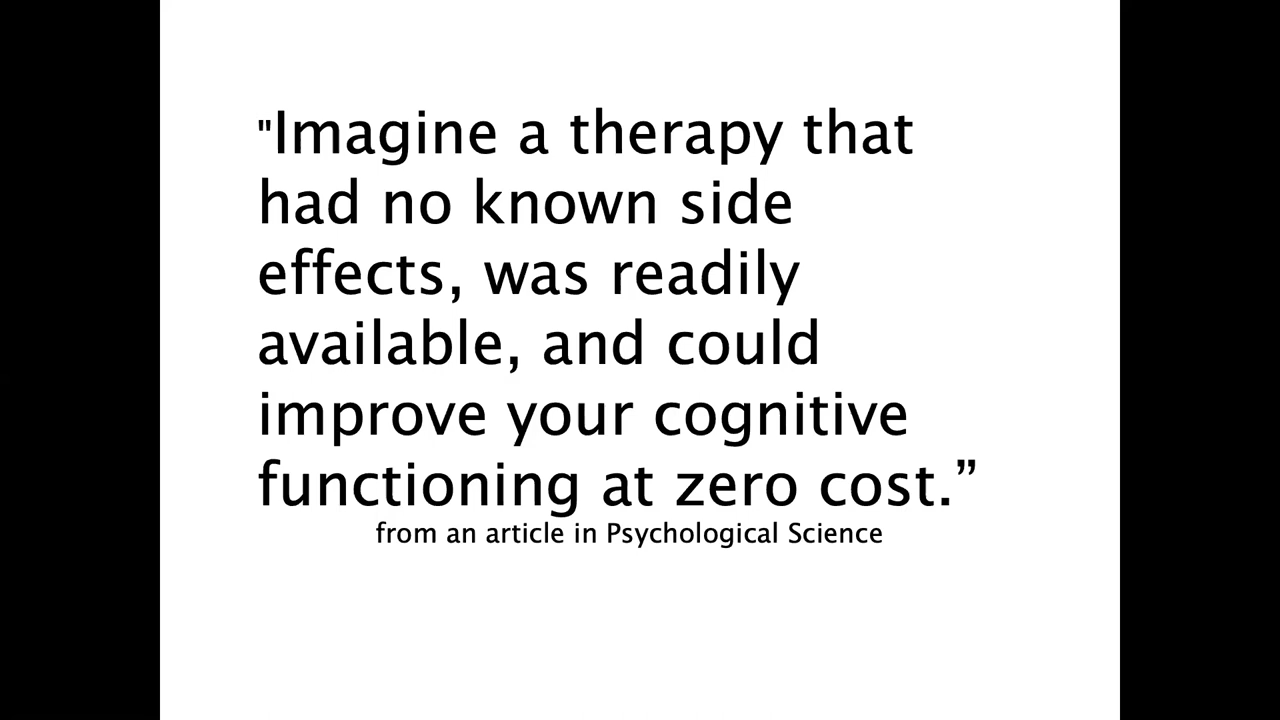 "Imagine a therapy that
had no known side
effects, was readily
available, and could
improve your cognitive
functioning at zero cost.”
from an article in Psychological Science